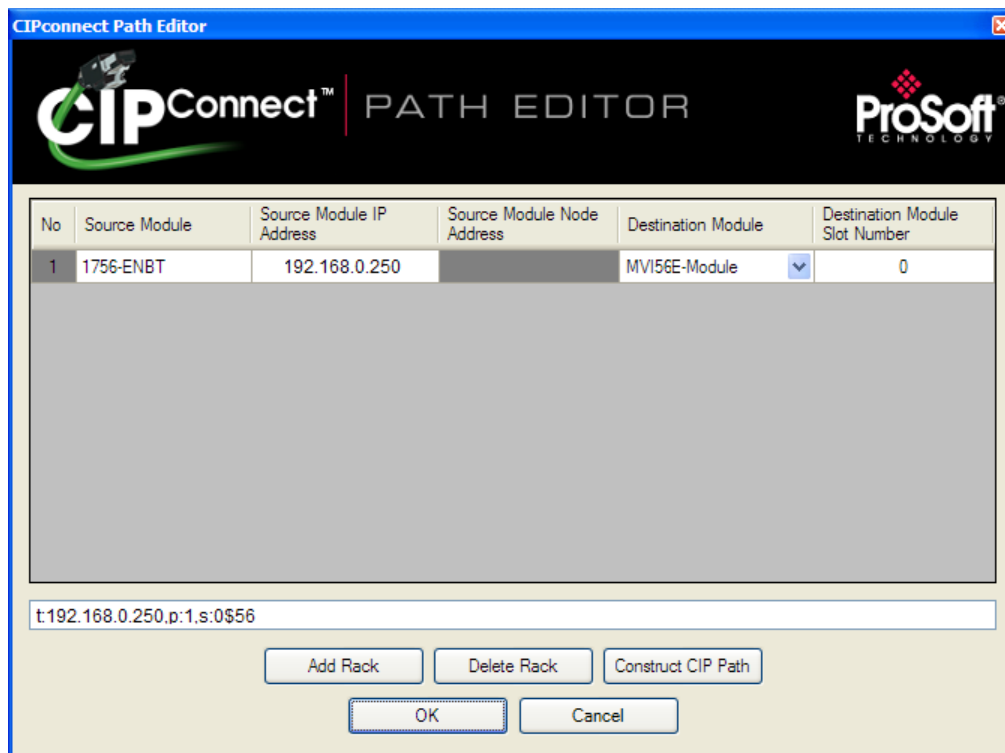 CIPconnect Path Editor
CIPConnect™ PATH EDITOR
ProSoft®
TECHNOLOGY
No Source Module Source Module IP Address Source Module Node Address Destination Module Destination Module Slot Number
1 1756-ENBT 192.168.0.250 MVI56E-Module 0
t:192.168.0.250,p:1,s:0$56
Add Rack Delete Rack Construct CIP Path
OK Cancel